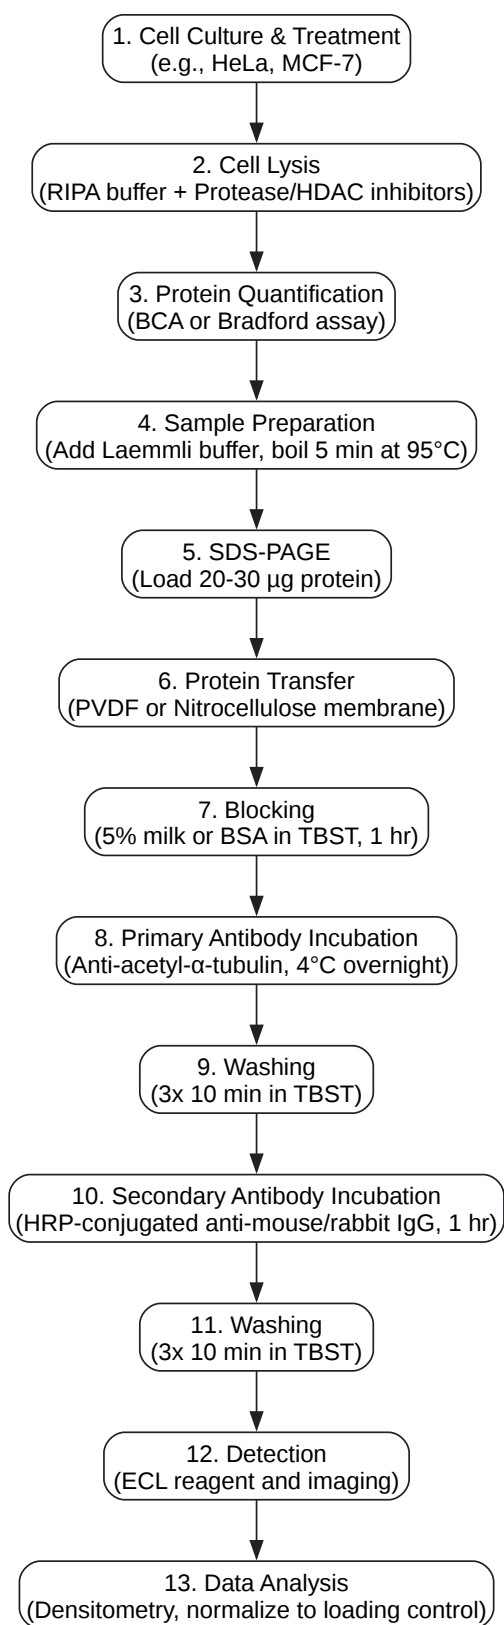 1. Cell Culture & Treatment
(e.g., HeLa, MCF-7)
2. Cell Lysis
(RIPA buffer + Protease/HDAC inhibitors)
3. Protein Quantification
(BCA or Bradford assay)
4. Sample Preparation
(Add Laemmli buffer, boil 5 min at 95°C)
5. SDS-PAGE
(Load 20-30 µg protein)
6. Protein Transfer
(PVDF or Nitrocellulose membrane)
7. Blocking
(5% milk or BSA in TBST, 1 hr)
8. Primary Antibody Incubation
(Anti-acetyl-α-tubulin, 4°C overnight)
9. Washing
(3x 10 min in TBST)
10. Secondary Antibody Incubation
(HRP-conjugated anti-mouse/rabbit IgG, 1 hr)
11. Washing
(3x 10 min in TBST)
12. Detection
(ECL reagent and imaging)
13. Data Analysis
(Densitometry, normalize to loading control)